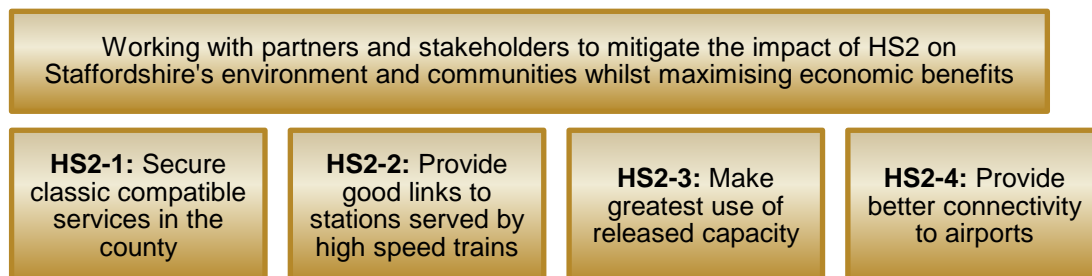 Working with partners and stakeholders to mitigate the impact of HS2 on
Staffordshire's environment and communities whilst maximising economic benefits
HS2-1: Secure
classic compatible
services in the
county
HS2-2: Provide
good links to
stations served by
high speed trains
HS2-3: Make
greatest use of
released capacity
HS2-4: Provide
better connectivity
to airports